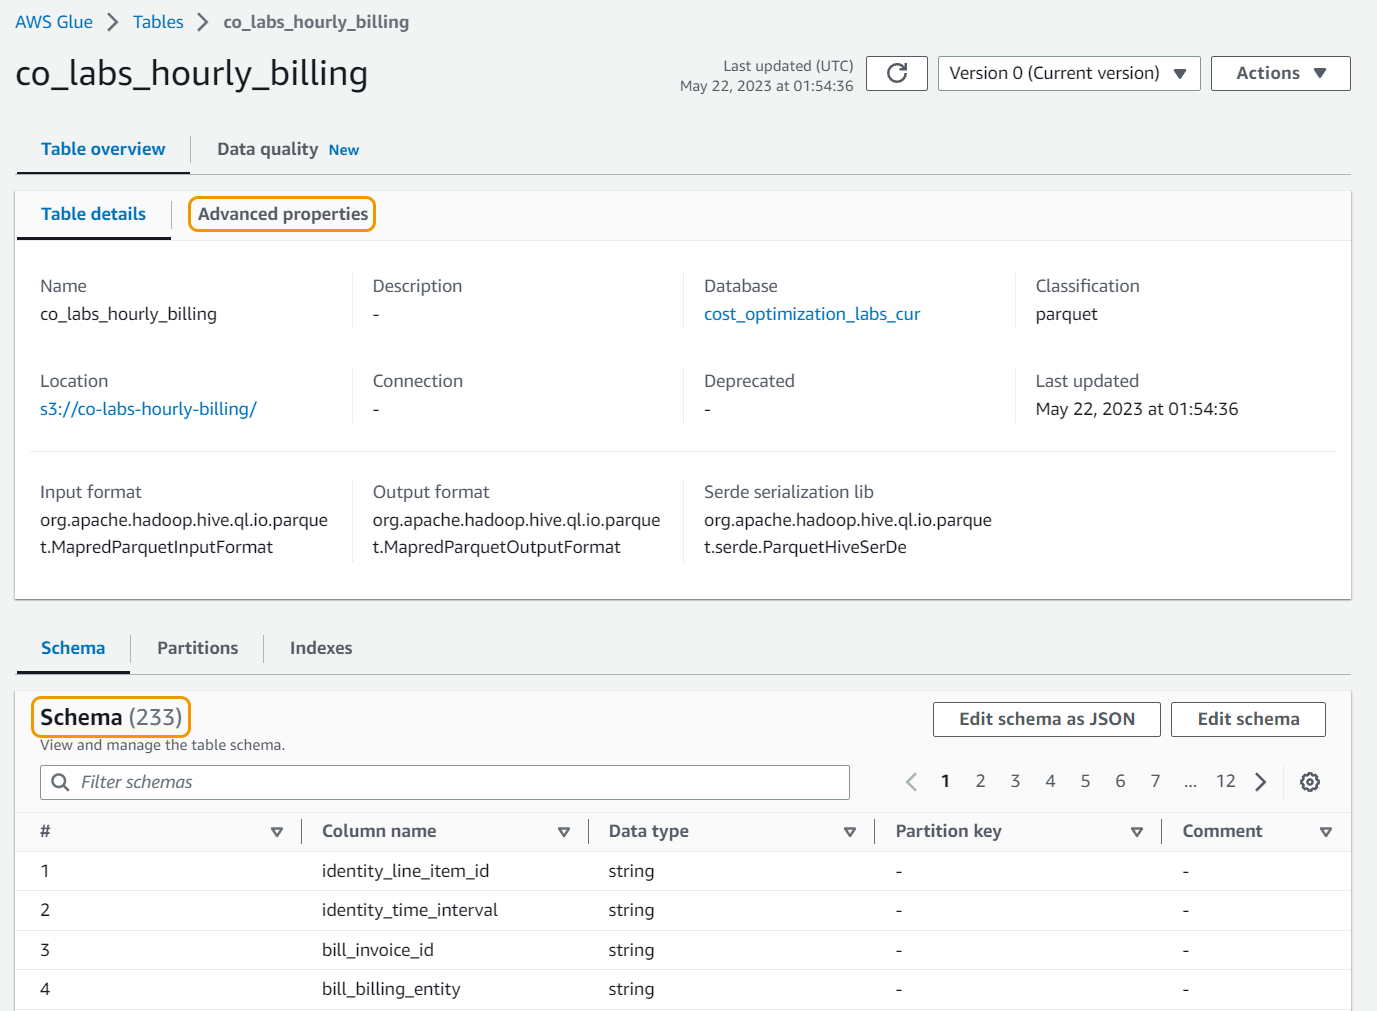 AWS Glue > Tables > co_labs_hourly_billing
co_labs_hourly_billing
Last updated (UTC)
May 22, 2023 at 01:54:36
Version 0 (Current version)
Actions
Table overview
Data quality New
Table details
Advanced properties
Name
co_labs_hourly_billing
Description
-
Database
cost_optimization_labs_cur
Classification
parquet
Location
s3://co-labs-hourly-billing/
Connection
-
Deprecated
-
Last updated
May 22, 2023 at 01:54:36
Input format
org.apache.hadoop.hive.ql.io.parque
t.MapredParquetInputFormat
Output format
org.apache.hadoop.hive.ql.io.parque
t.MapredParquetOutputFormat
Serde serialization lib
org.apache.hadoop.hive.ql.io.parque
t.serde.ParquetHiveSerDe
Schema
Partitions
Indexes
Schema (233)
View and manage the table schema.
Edit schema as JSON
Edit schema
Filter schemas
1 2 3 4 5 6 7 ... 12
# Column name Data type Partition key Comment
1 identity_line_item_id string - -
2 identity_time_interval string - -
3 bill_invoice_id string - -
4 bill_billing_entity string - -